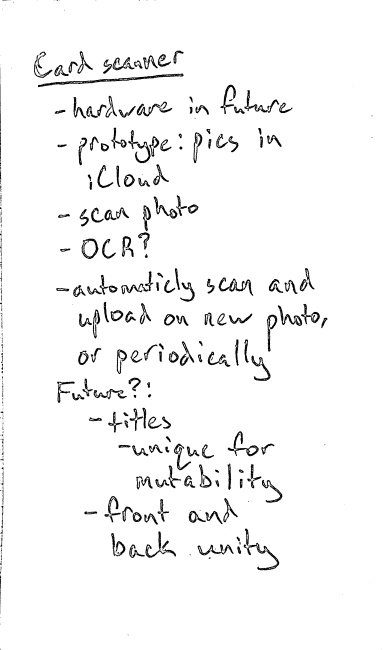 Card scanner
- hardware in future
- prototype: pics in
iCloud
- scan photo
- OCR?
- automaticly scan and
upload on new photo,
or periodically
Future?:
- titles
- unique for
mutability
- front and
back unity